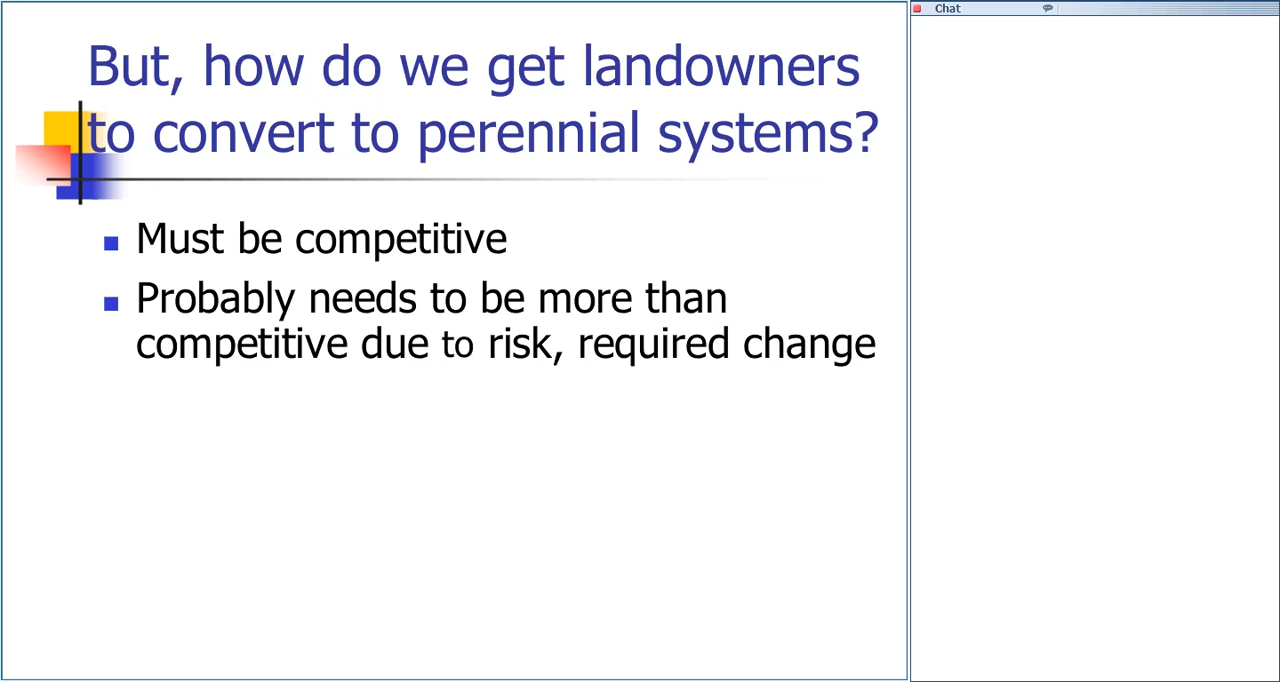 But, how do we get landowners
to convert to perennial systems?
Must be competitive
Probably needs to be more than
competitive due to risk, required change
Chat